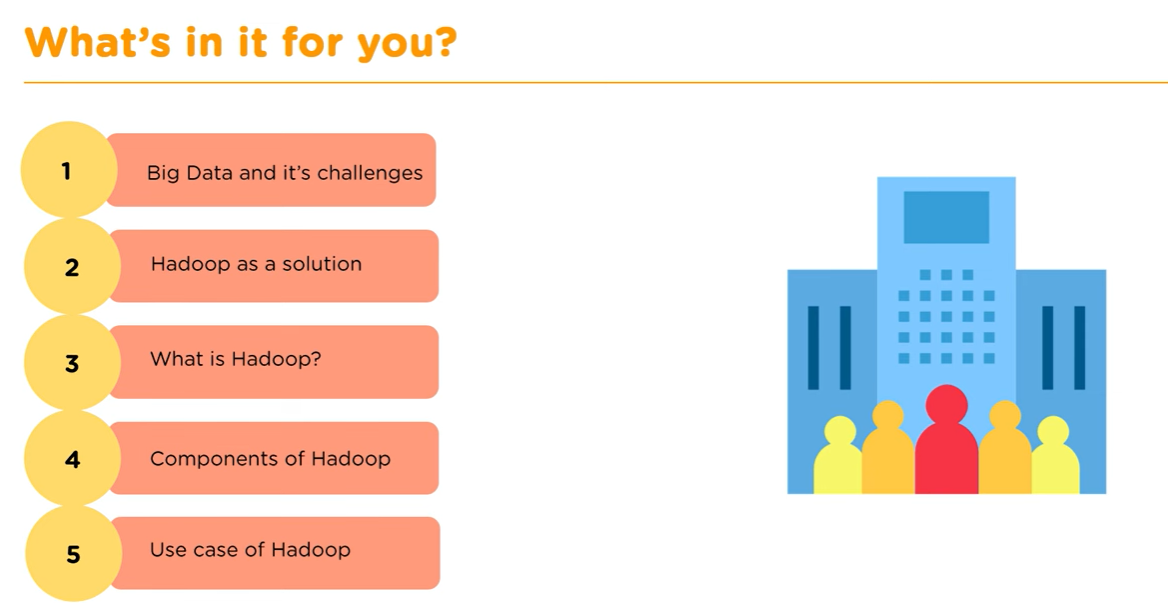 What's in it for you?
1 Big Data and it's challenges
2 Hadoop as a solution
3 What is Hadoop?
4 Components of Hadoop
5 Use case of Hadoop